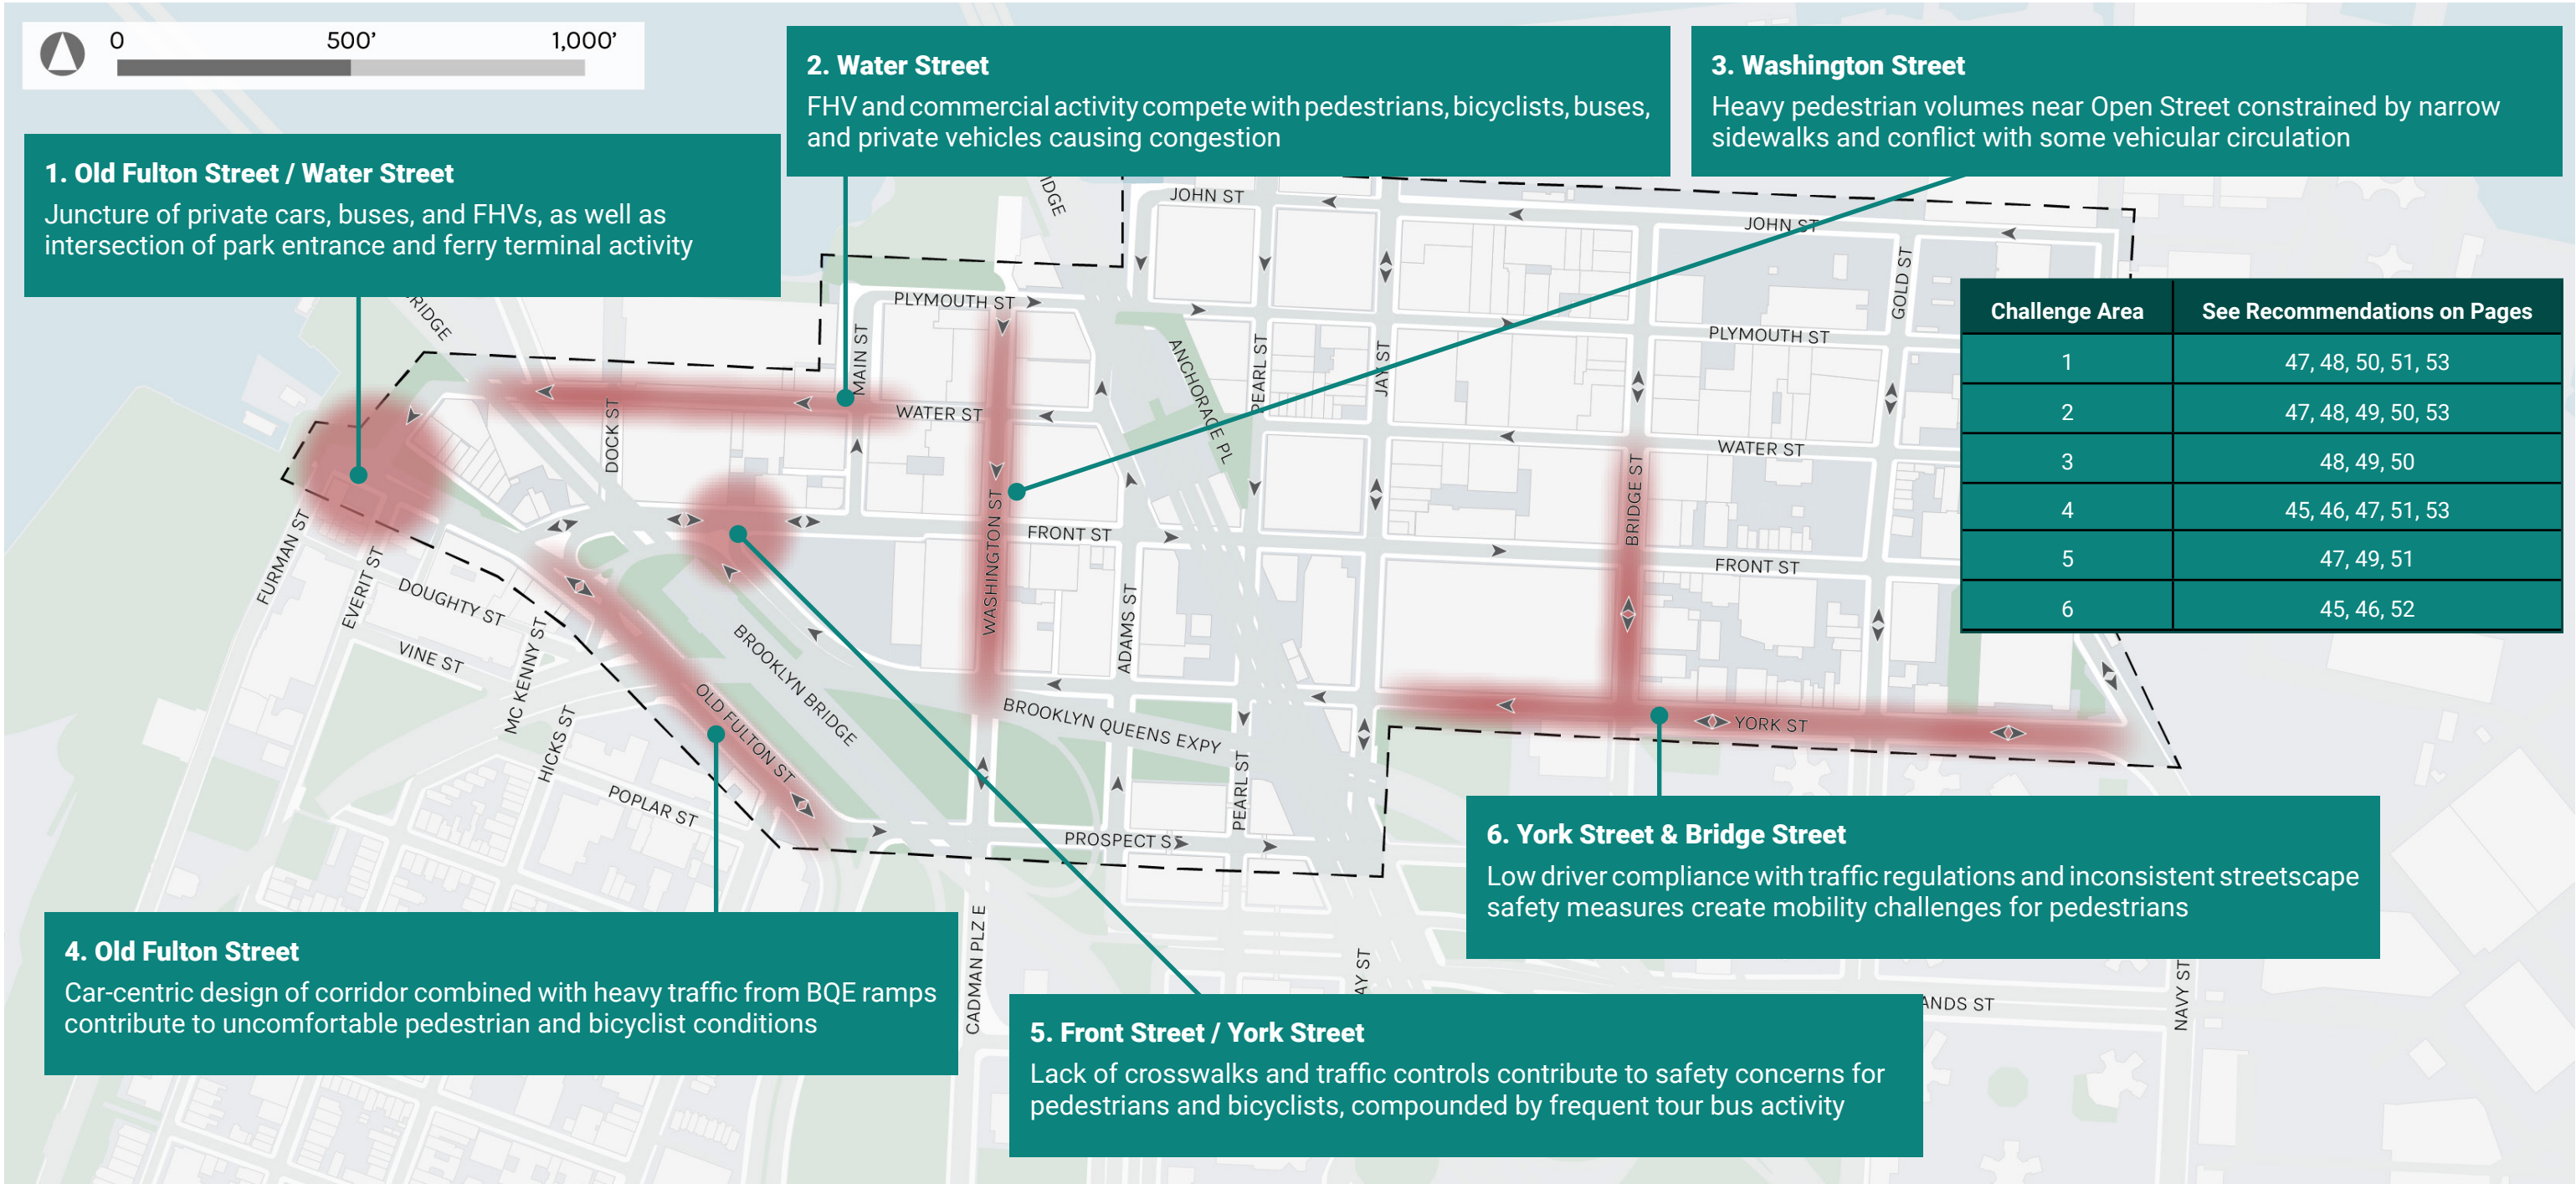 0 500’ 1,000’
1. Old Fulton Street / Water Street
Juncture of private cars, buses, and FHVs, as well as
intersection of park entrance and ferry terminal activity
2. Water Street
FHV and commercial activity compete with pedestrians, bicyclists, buses,
and private vehicles causing congestion
3. Washington Street
Heavy pedestrian volumes near Open Street constrained by narrow
sidewalks and conflict with some vehicular circulation
Challenge Area See Recommendations on Pages
1 47, 48, 50, 51, 53
2 47, 48, 49, 50, 53
3 48, 49, 50
4 45, 46, 47, 51, 53
5 47, 49, 51
6 45, 46, 52
JOHN ST
JOHN ST
GOLD ST
PLYMOUTH ST
PLYMOUTH ST
MAIN ST
ANCHORAGE PL
PEARL ST
JAY ST
DOCK ST
WATER ST
WATER ST
BRIDGE ST
WASHINGTON ST
FRONT ST
FRONT ST
FURMAN ST
EVERIT ST
DOUGHTY ST
VINE ST
MC KENNY ST
HICKS ST
POPLAR ST
ADAMS ST
BROOKLYN BRIDGE
OLD FULTON ST
BROOKLYN QUEENS EXPY
YORK ST
PEARL ST
PROSPECT S
CADMAN PLZ E
AY ST
ANDS ST
NAVY ST
RIDGE
IDGE
4. Old Fulton Street
Car-centric design of corridor combined with heavy traffic from BQE ramps
contribute to uncomfortable pedestrian and bicyclist conditions
5. Front Street / York Street
Lack of crosswalks and traffic controls contribute to safety concerns for
pedestrians and bicyclists, compounded by frequent tour bus activity
6. York Street & Bridge Street
Low driver compliance with traffic regulations and inconsistent streetscape
safety measures create mobility challenges for pedestrians